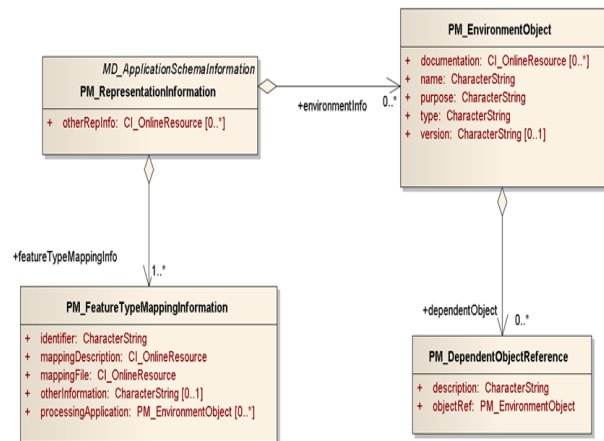 PM_EnvironmentObject
+ documentation: CI_OnlineResource [0..*]
+ name: CharacterString
+ purpose: CharacterString
+ type: CharacterString
+ version: CharacterString [0..1]
MD_ApplicationSchemaInformation
PM_RepresentationInformation
+ otherRepInfo: CI_OnlineResource [0..*]
+environmentInfo
0..*
+featureTypeMappingInfo
1..*
PM_FeatureTypeMappingInformation
+ identifier: CharacterString
+ mappingDescription: CI_OnlineResource
+ mappingFile: CI_OnlineResource
+ otherInformation: CharacterString [0..1]
+ processingApplication: PM_EnvironmentObject [0..*]
+dependentObject
0..*
PM_DependentObjectReference
+ description: CharacterString
+ objectRef: PM_EnvironmentObject